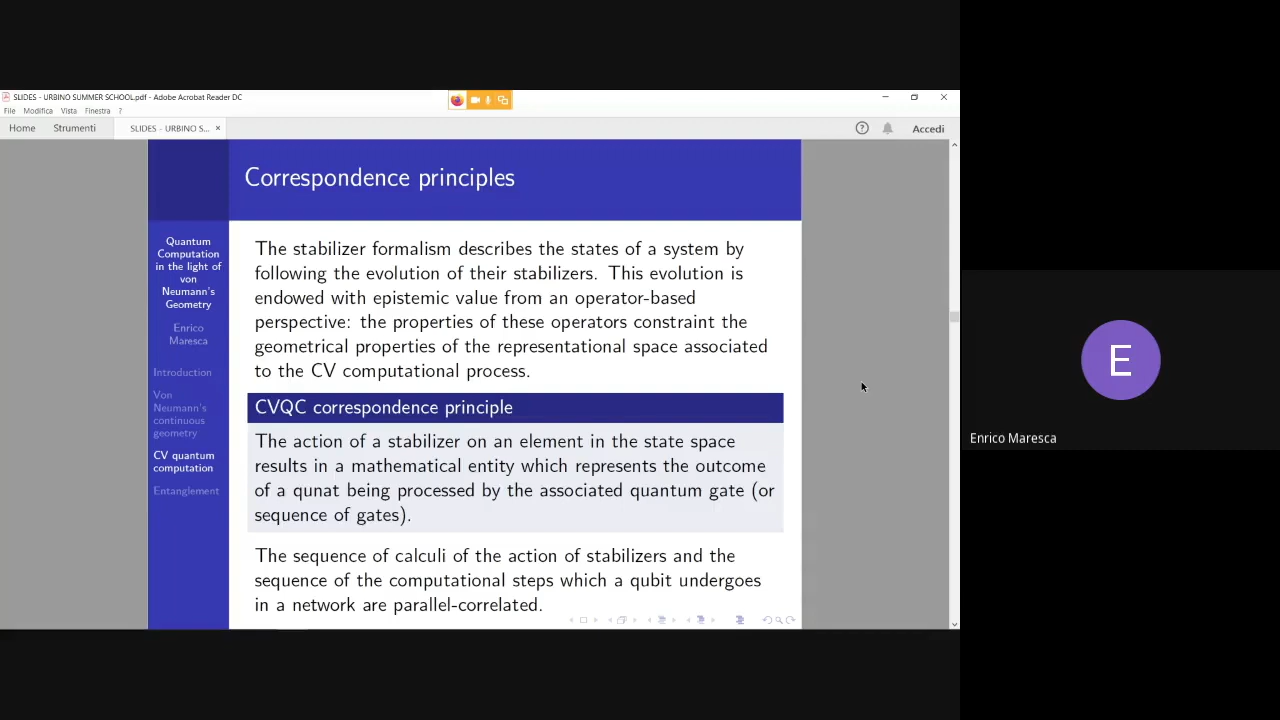 SLIDES - URBINO SUMMER SCHOOL.pdf - Adobe Acrobat Reader DC
File Modifica Vista Finestra ?
Home Strumenti SLIDES - URBINO S... × Accedi
Correspondence principles
Quantum
Computation
in the light of
von
Neumann's
Geometry
Enrico
Maresca
Introduction
Von
Neumann's
continuous
geometry
CV quantum
computation
Entanglement
The stabilizer formalism describes the states of a system by
following the evolution of their stabilizers. This evolution is
endowed with epistemic value from an operator-based
perspective: the properties of these operators constraint the
geometrical properties of the representational space associated
to the CV computational process.
CVQC correspondence principle
The action of a stabilizer on an element in the state space
results in a mathematical entity which represents the outcome
of a qunat being processed by the associated quantum gate (or
sequence of gates).
The sequence of calculi of the action of stabilizers and the
sequence of the computational steps which a qubit undergoes
in a network are parallel-correlated.
E
Enrico Maresca